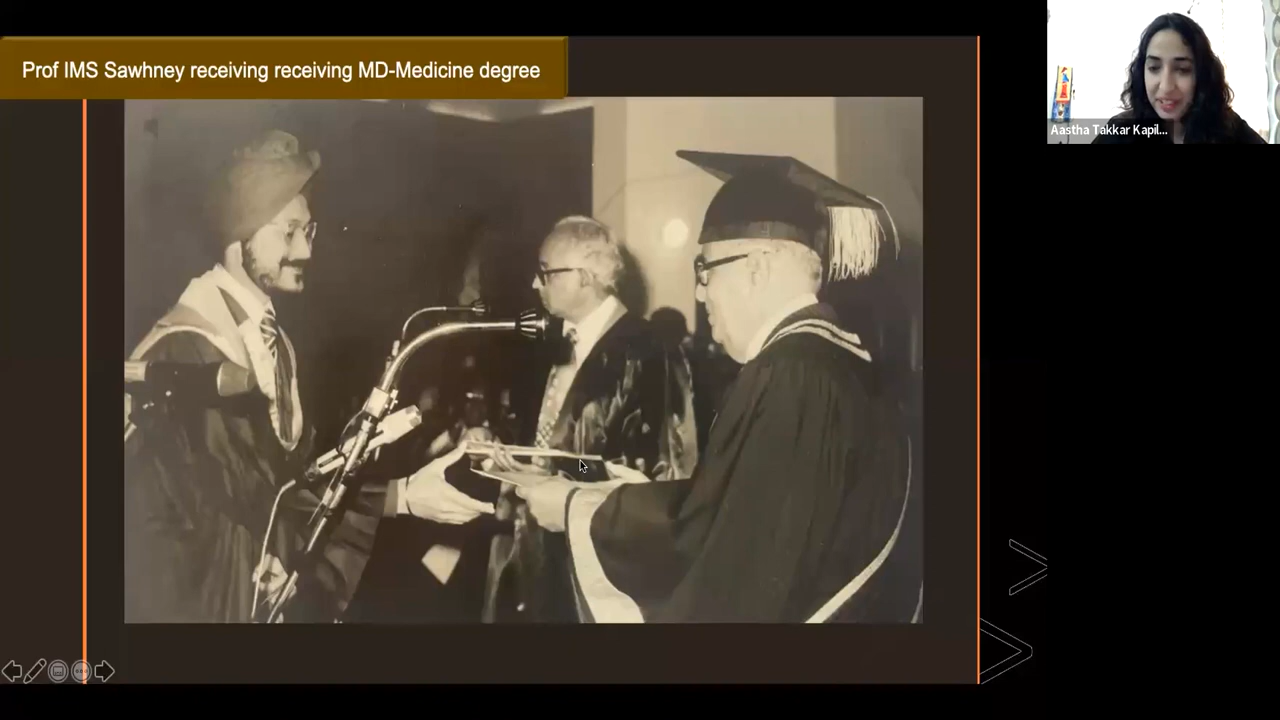 Prof IMS Sawhney receiving receiving MD-Medicine degree
Aastha Takkar Kapil...